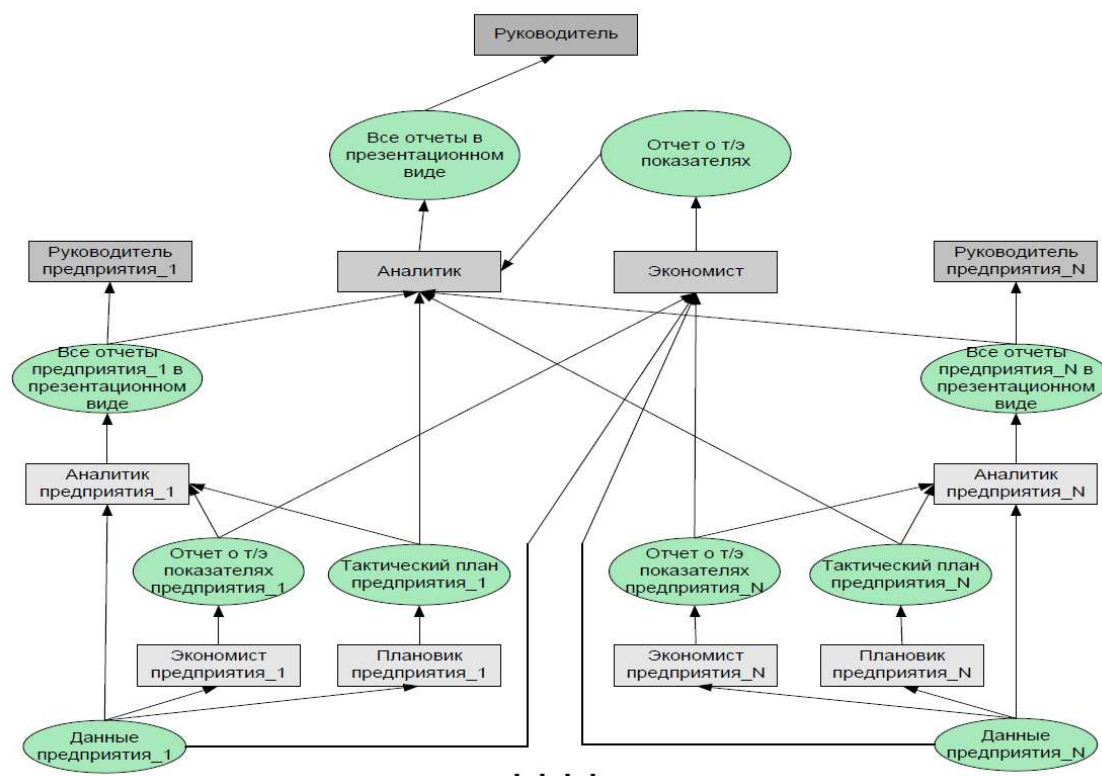 Руководитель
Все отчеты в
презентационном
виде
Отчет о т/э
показателях
Руководитель
предприятия_1
Аналитик
Экономист
Руководитель
предприятия_N
Все отчеты
предприятия_1 в
презентационном
виде
Все отчеты
предприятия_N в
презентационном
виде
Аналитик
предприятия_1
Аналитик
предприятия_N
Отчет о т/э
показателях
предприятия_1
Тактический план
предприятия_1
Отчет о т/э
показателях
предприятия_N
Тактический план
предприятия_N
Экономист
предприятия_1
Плановик
предприятия_1
Экономист
предприятия_N
Плановик
предприятия_N
Данные
предприятия_1
Данные
предприятия_N